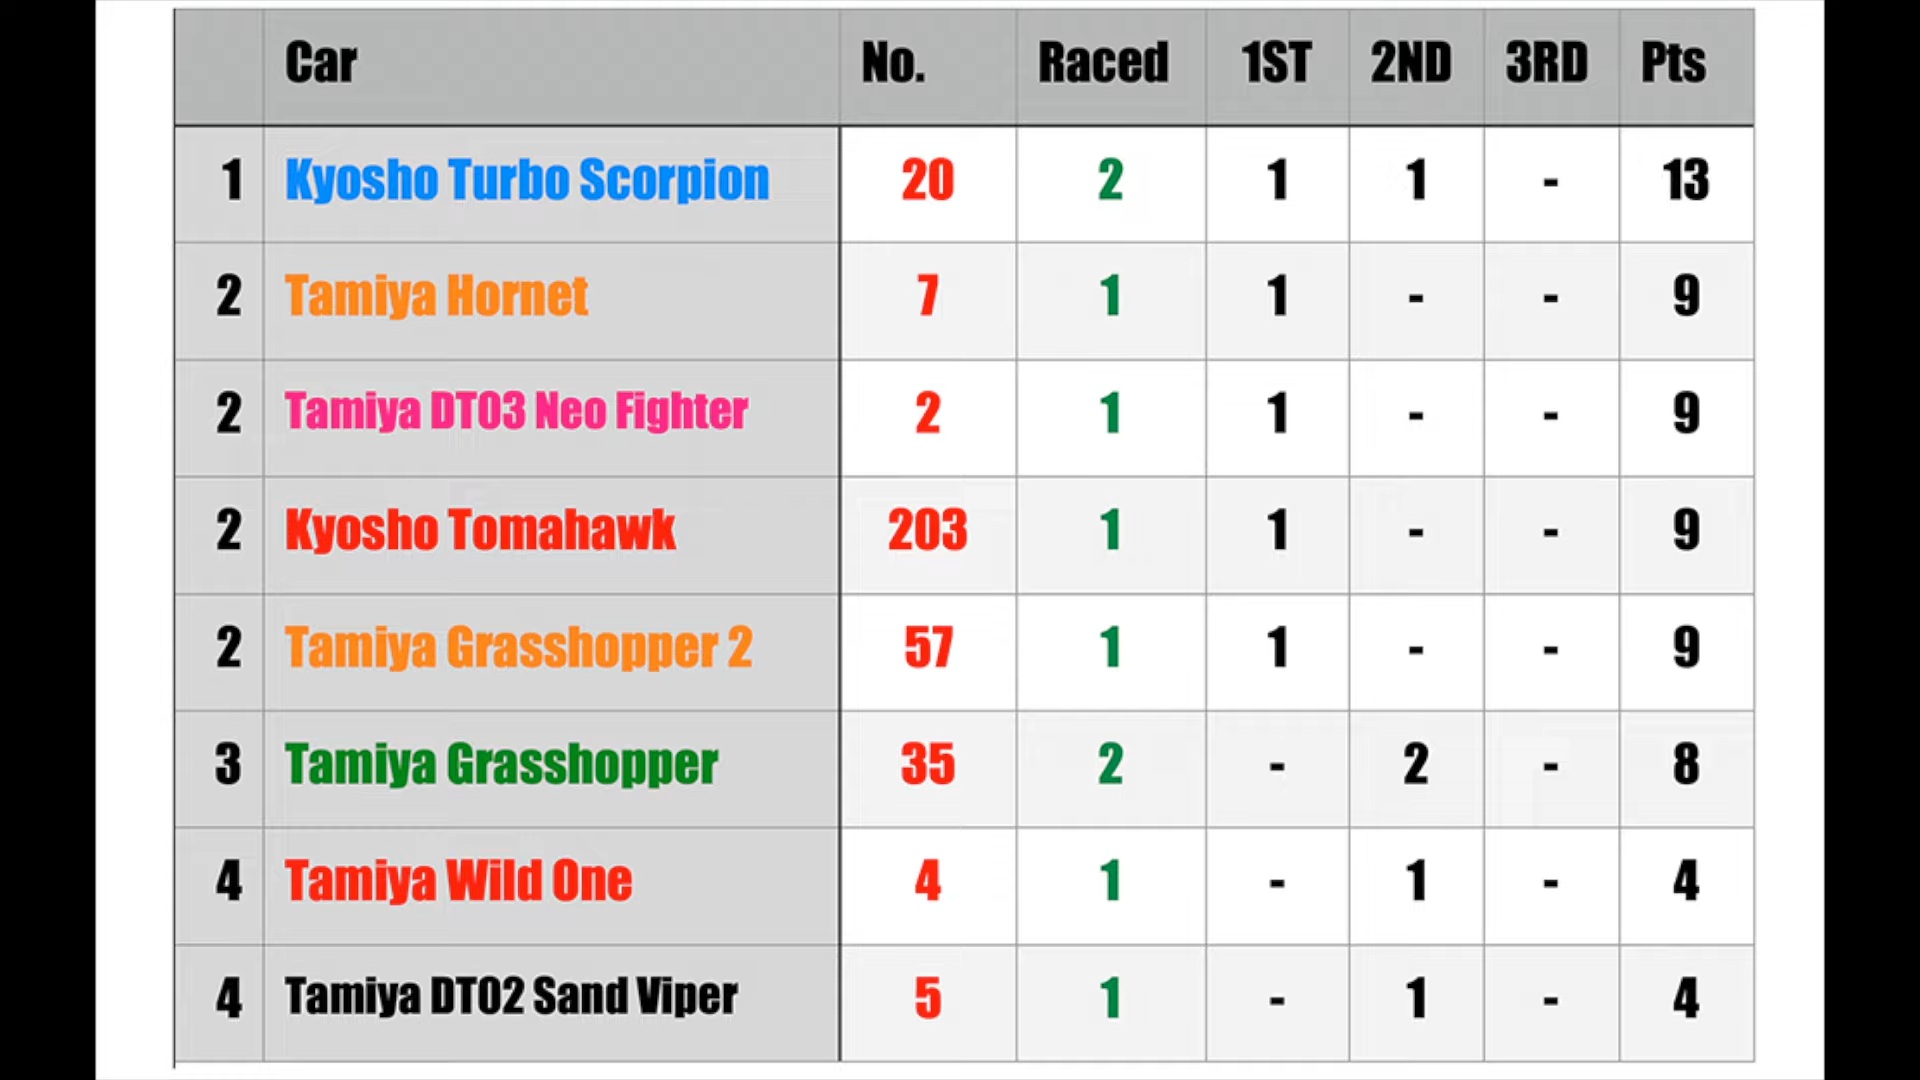 Car No. Raced 1ST 2ND 3RD Pts
1 Kyosho Turbo Scorpion 20 2 1 1 - 13
2 Tamiya Hornet 7 1 1 - - 9
2 Tamiya DT03 Neo Fighter 2 1 1 - - 9
2 Kyosho Tomahawk 203 1 1 - - 9
2 Tamiya Grasshopper 2 57 1 1 - - 9
3 Tamiya Grasshopper 35 2 - 2 - 8
4 Tamiya Wild One 4 1 - 1 - 4
4 Tamiya DT02 Sand Viper 5 1 - 1 - 4